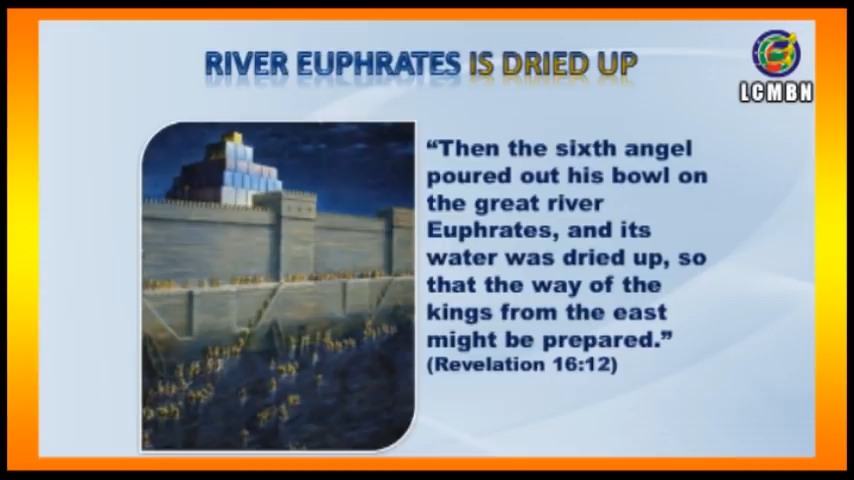 RIVER EUPHRATES IS DRIED UP
LCMBN
“Then the sixth angel
poured out his bowl on
the great river
Euphrates, and its
water was dried up, so
that the way of the
kings from the east
might be prepared.”
(Revelation 16:12)